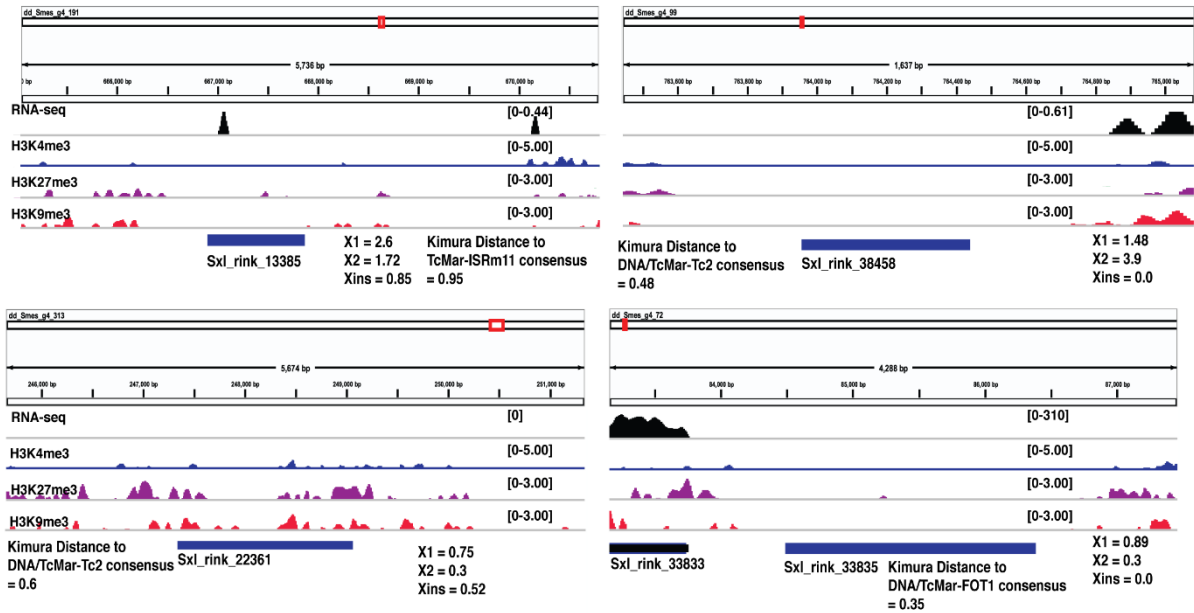 dd_Smes_g4_191
5,736 bp
0 bp 666,000 bp 667,000 bp 668,000 bp 669,000 bp 670,000 bp
RNA-seq [0-0.44]
H3K4me3 [0-5.00]
H3K27me3 [0-3.00]
H3K9me3 [0-3.00]
Sxl_rink_13385
X1 = 2.6
X2 = 1.72
Xins = 0.85
Kimura Distance to
TcMar-ISRm11 consensus
= 0.95
dd_Smes_g4_99
1,637 bp
763,600 bp 763,800 bp 764,000 bp 764,200 bp 764,400 bp 764,600 bp 764,800 bp 765,000 bp
[0-0.61]
[0-5.00]
[0-3.00]
[0-3.00]
Kimura Distance to
DNA/TcMar-Tc2 consensus
= 0.48
Sxl_rink_38458
X1 = 1.48
X2 = 3.9
Xins = 0.0
dd_Smes_g4_313
5,674 bp
246,000 bp 247,000 bp 248,000 bp 249,000 bp 250,000 bp 251,000 bp
RNA-seq [0]
H3K4me3 [0-5.00]
H3K27me3 [0-3.00]
H3K9me3 [0-3.00]
Kimura Distance to
DNA/TcMar-Tc2 consensus
= 0.6
Sxl_rink_22361
X1 = 0.75
X2 = 0.3
Xins = 0.52
dd_Smes_g4_72
4,288 bp
84,000 bp 85,000 bp 86,000 bp 87,000 bp
[0-310]
[0-5.00]
[0-3.00]
[0-3.00]
Sxl_rink_33833
Sxl_rink_33835
Kimura Distance to
DNA/TcMar-FOT1 consensus
= 0.35
X1 = 0.89
X2 = 0.3
Xins = 0.0